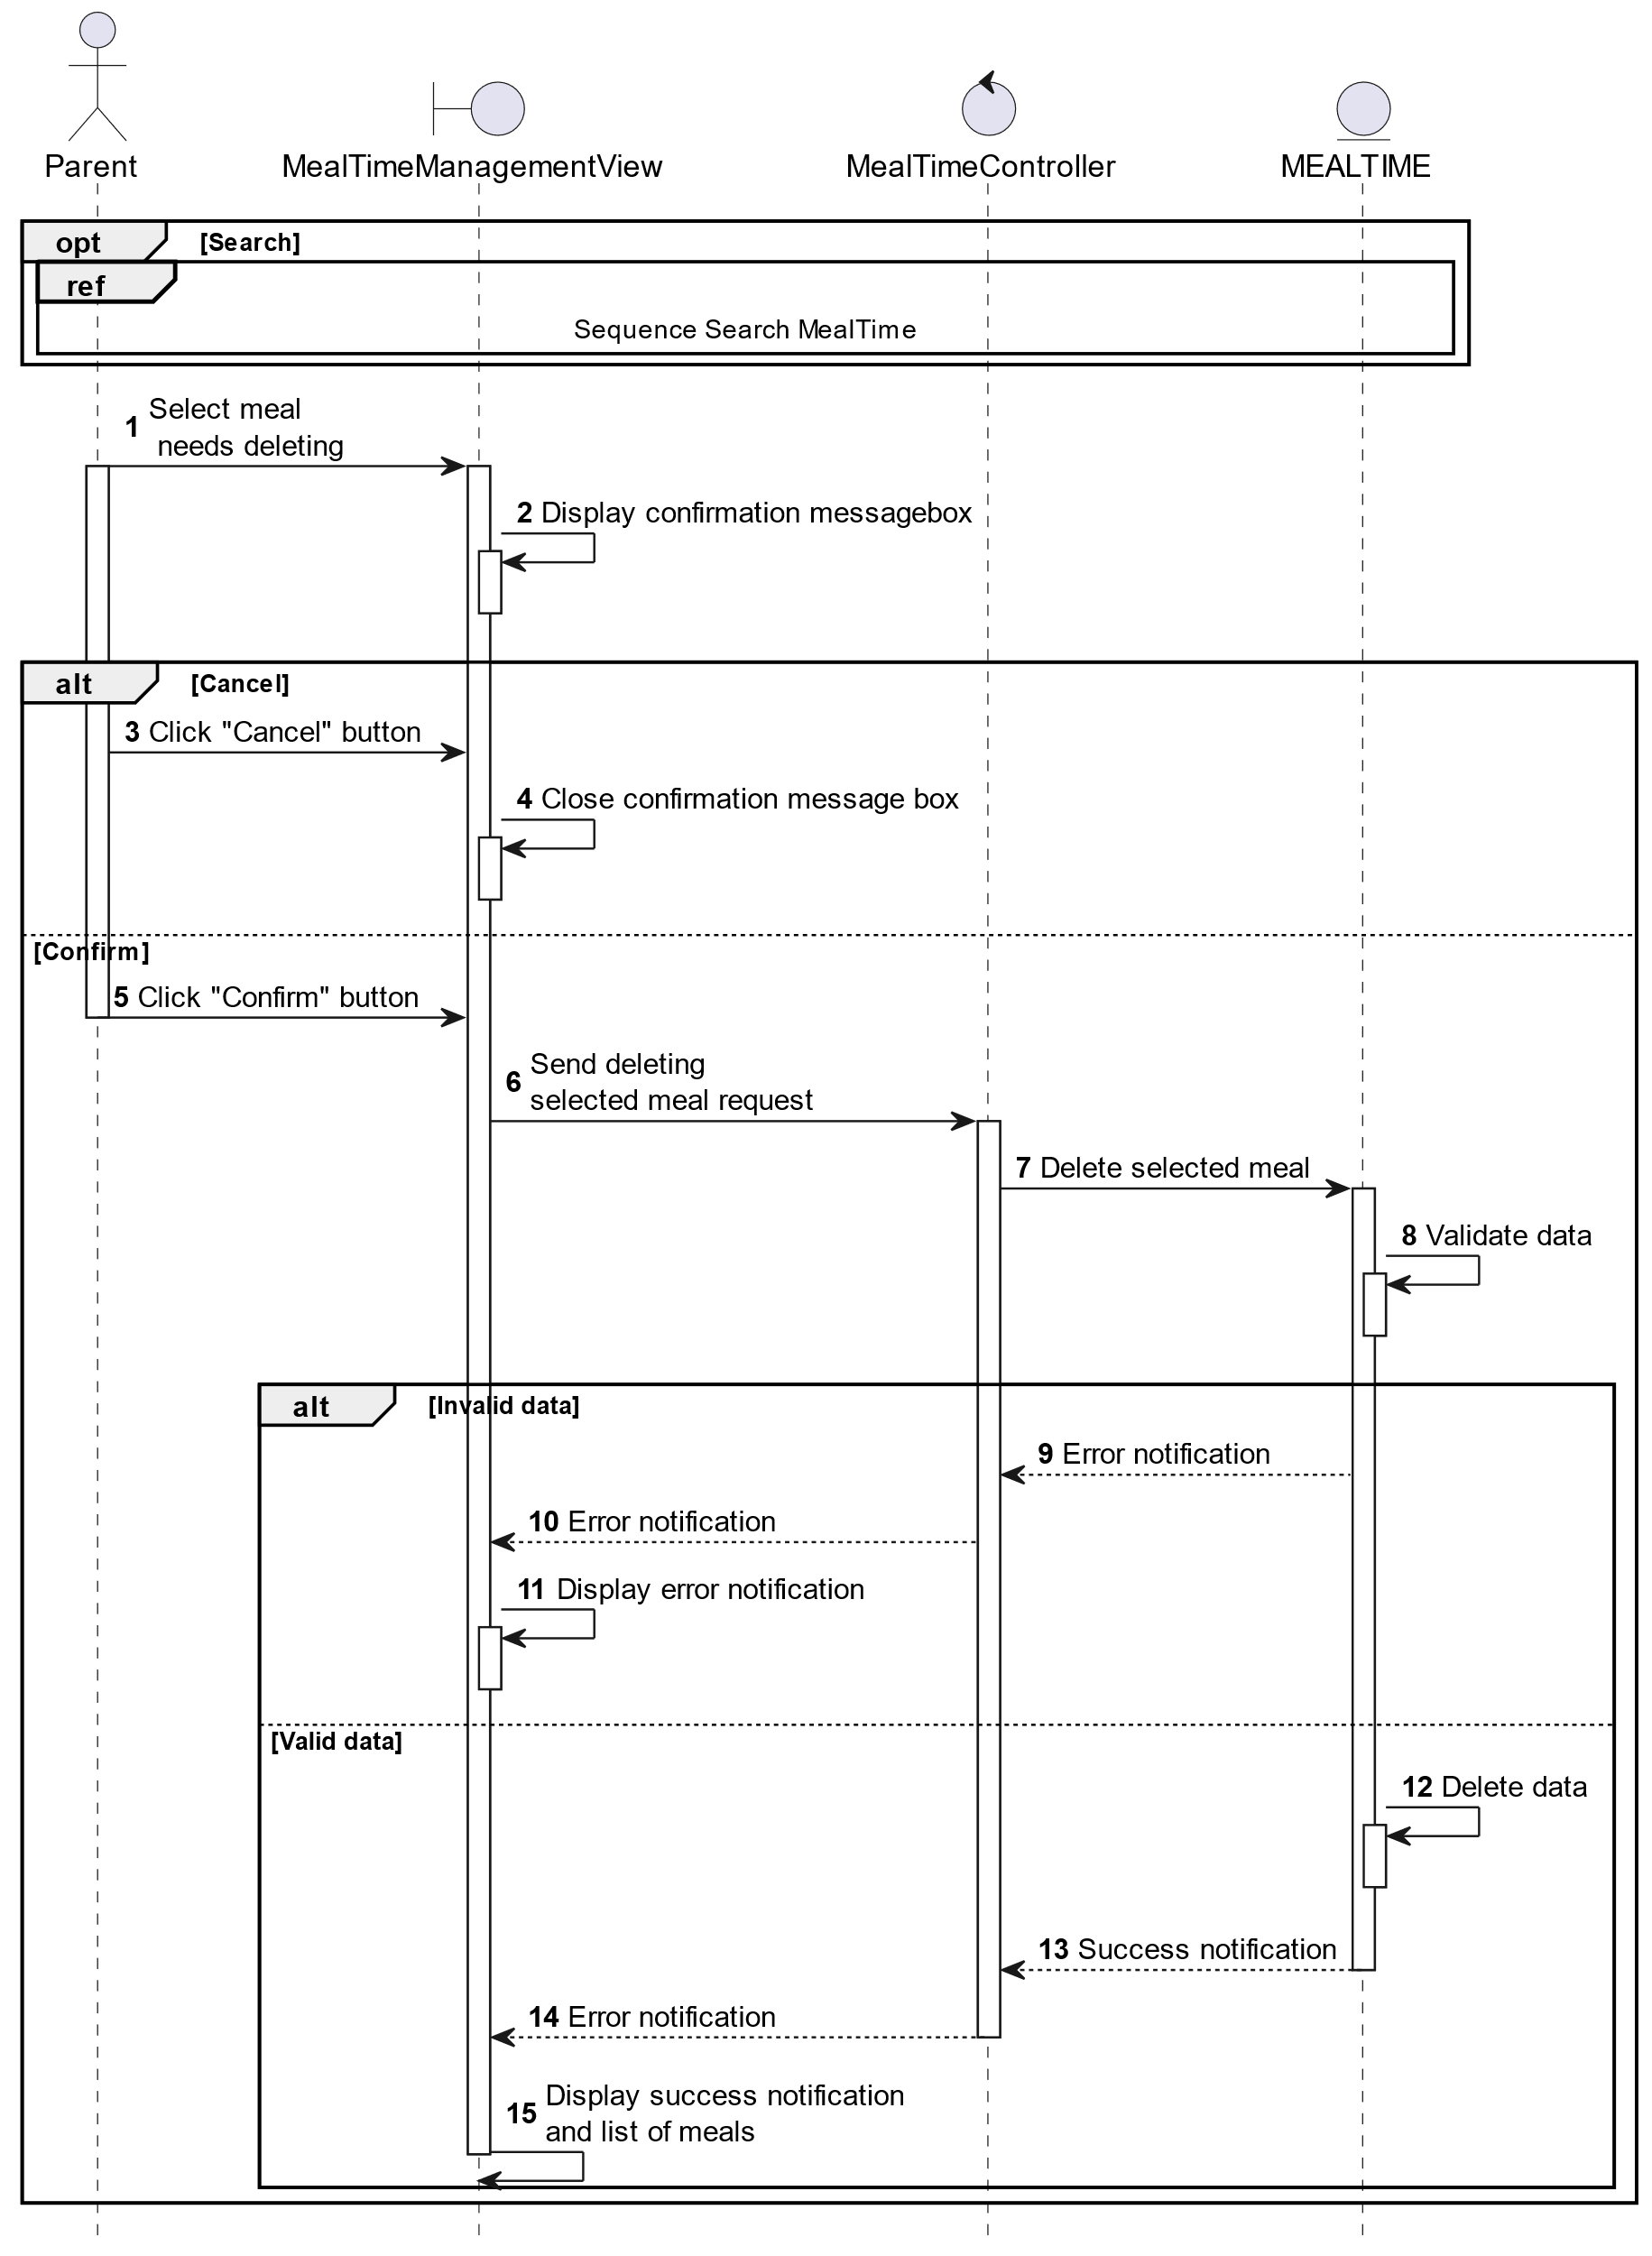 Parent
MealTimeManagementView
MealTimeController
MEALTIME
opt
[Search]
ref
Sequence Search MealTime
1 Select meal
needs deleting
2 Display confirmation messagebox
alt
[Cancel]
3 Click "Cancel" button
4 Close confirmation message box
[Confirm]
5 Click "Confirm" button
6 Send deleting
selected meal request
7 Delete selected meal
8 Validate data
alt
[Invalid data]
9 Error notification
10 Error notification
11 Display error notification
[Valid data]
12 Delete data
13 Success notification
14 Error notification
15 Display success notification
and list of meals